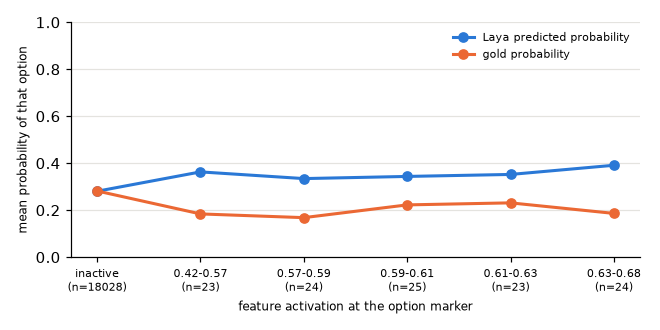 1.0
0.8
0.6
0.4
0.2
0.0
mean probability of that option
Laya predicted probability
gold probability
inactive
(n=18028)
0.42-0.57
(n=23)
0.57-0.59
(n=24)
0.59-0.61
(n=25)
0.61-0.63
(n=23)
0.63-0.68
(n=24)
feature activation at the option marker